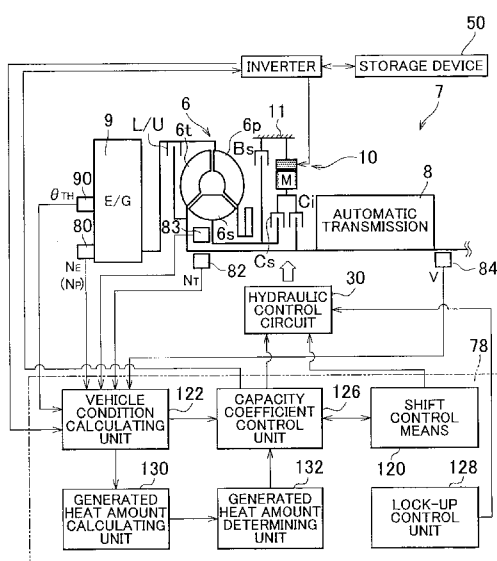 50
INVERTER
STORAGE DEVICE
7
9
L/U
6
6t
6p
11
Bs
10
M
8
θTH
90
E/G
83
Ci
AUTOMATIC TRANSMISSION
80
6s
NE
(NP)
82
Cs
NT
30
V
84
HYDRAULIC CONTROL CIRCUIT
78
VEHICLE CONDITION CALCULATING UNIT
122
CAPACITY COEFFICIENT CONTROL UNIT
126
SHIFT CONTROL MEANS
130
132
120
128
GENERATED HEAT AMOUNT CALCULATING UNIT
GENERATED HEAT AMOUNT DETERMINING UNIT
LOCK-UP CONTROL UNIT